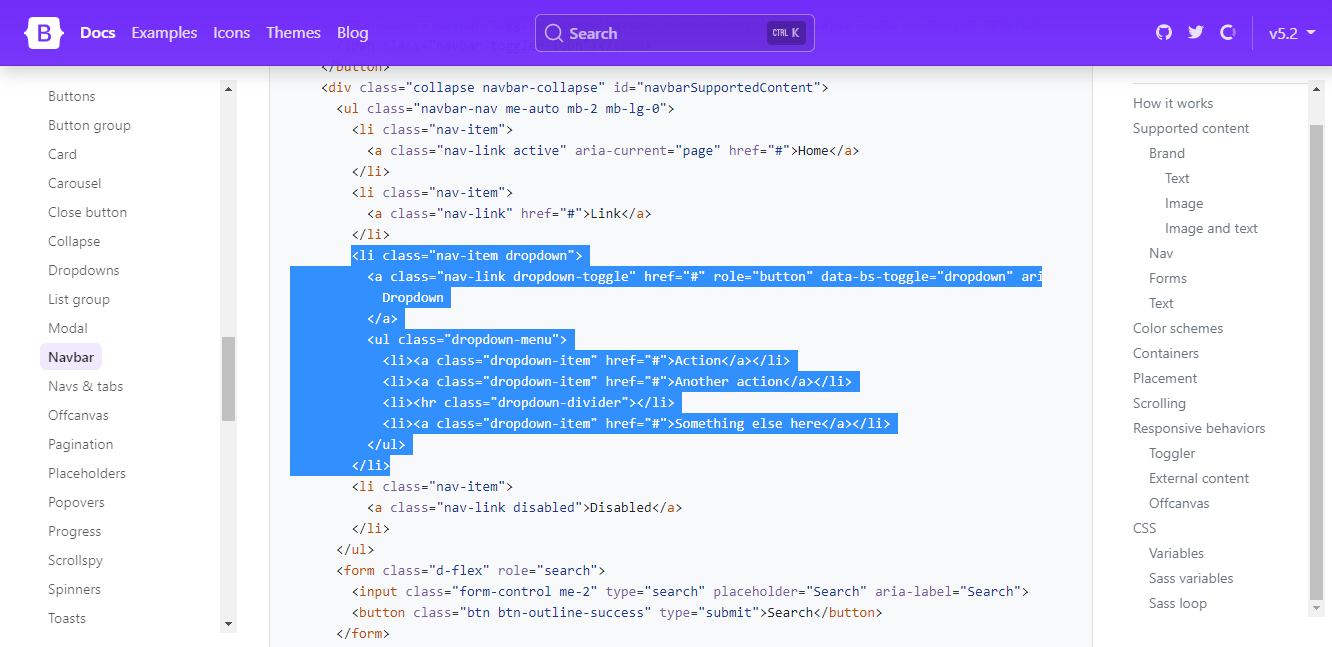 B Docs Examples Icons Themes Blog Search CTRL K v5.2
Buttons
Button group
Card
Carousel
Close button
Collapse
Dropdowns
List group
Modal
Navbar
Navs & tabs
Offcanvas
Pagination
Placeholders
Popovers
Progress
Scrollspy
Spinners
Toasts
</button>
<div class="collapse navbar-collapse" id="navbarSupportedContent">
<ul class="navbar-nav me-auto mb-2 mb-lg-0">
<li class="nav-item">
<a class="nav-link active" aria-current="page" href="#">Home</a>
</li>
<li class="nav-item">
<a class="nav-link" href="#">Link</a>
</li>
<li class="nav-item dropdown">
<a class="nav-link dropdown-toggle" href="#" role="button" data-bs-toggle="dropdown" ari
Dropdown
</a>
<ul class="dropdown-menu">
<li><a class="dropdown-item" href="#">Action</a></li>
<li><a class="dropdown-item" href="#">Another action</a></li>
<li><hr class="dropdown-divider"></li>
<li><a class="dropdown-item" href="#">Something else here</a></li>
</ul>
</li>
<li class="nav-item">
<a class="nav-link disabled">Disabled</a>
</li>
</ul>
<form class="d-flex" role="search">
<input class="form-control me-2" type="search" placeholder="Search" aria-label="Search">
<button class="btn btn-outline-success" type="submit">Search</button>
</form>
How it works
Supported content
Brand
Text
Image
Image and text
Nav
Forms
Text
Color schemes
Containers
Placement
Scrolling
Responsive behaviors
Toggler
External content
Offcanvas
CSS
Variables
Sass variables
Sass loop